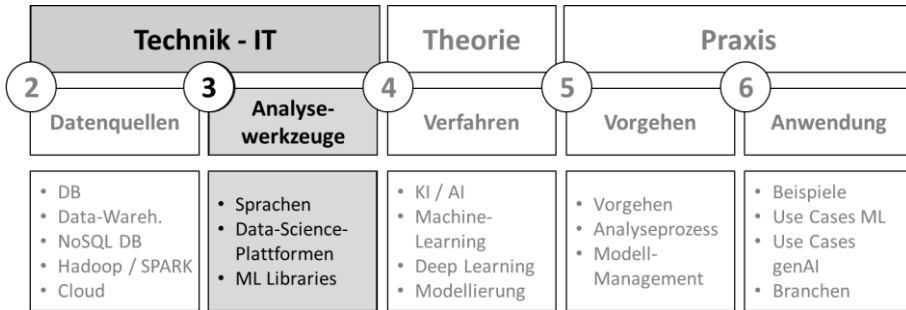 Technik - IT
Theorie
Praxis
2
3
4
5
6
Datenquellen
Analyse-
werkzeuge
Verfahren
Vorgehen
Anwendung
• DB
• Data-Wareh.
• NoSQL DB
• Hadoop / SPARK
• Cloud
• Sprachen
• Data-Science-
Plattformen
• ML Libraries
• KI / AI
• Machine-
Learning
• Deep Learning
• Modellierung
• Vorgehen
• Analyseprozess
• Modell-
Management
• Beispiele
• Use Cases ML
• Use Cases
genAI
• Branchen